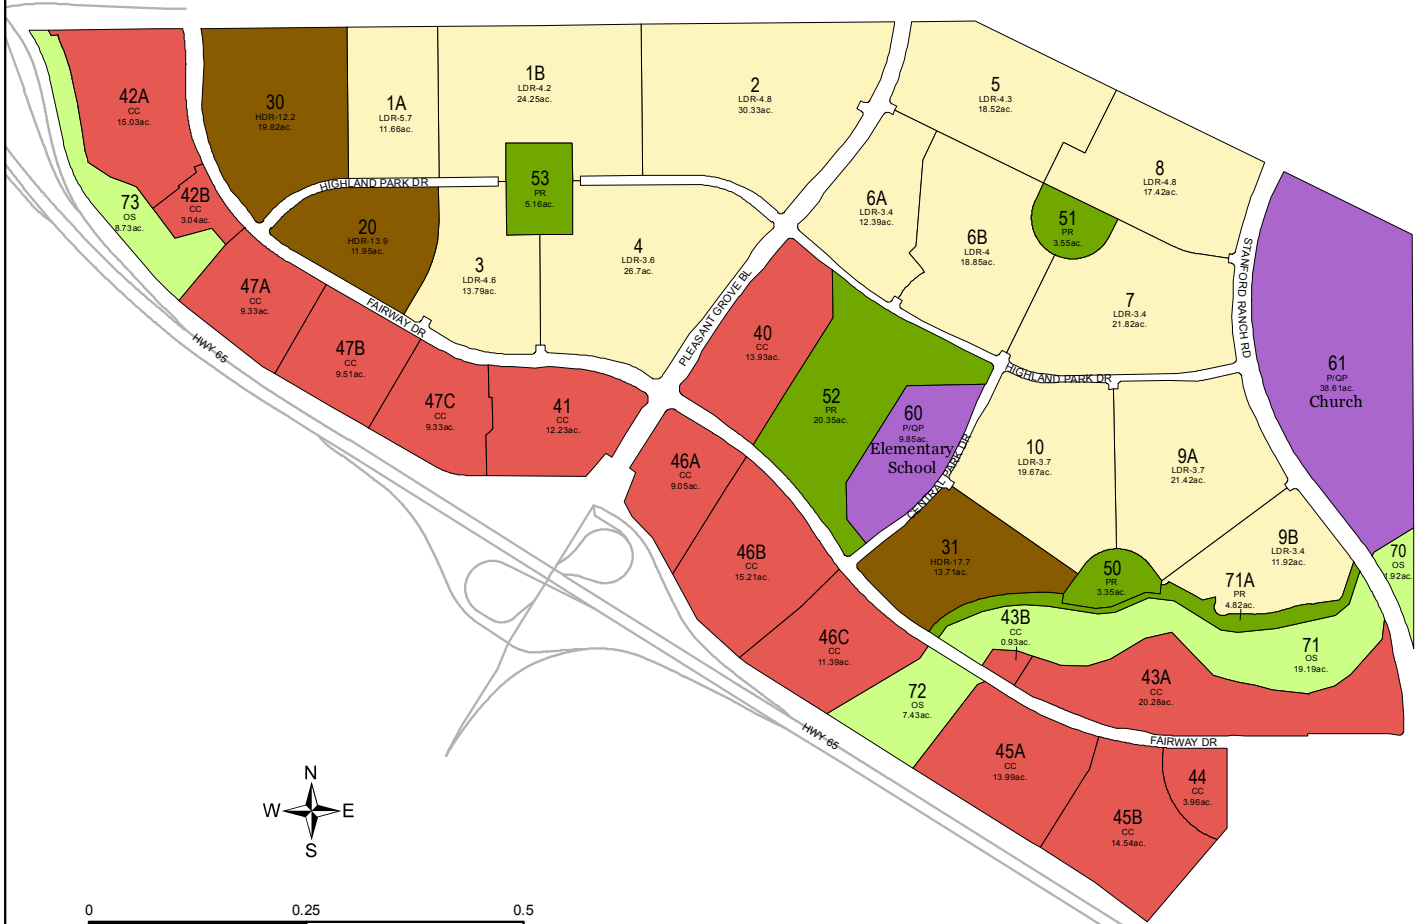 42A
CC
15.03ac.
30
HDR-12.2
19.82ac.
1A
LDR-5.7
11.66ac.
1B
LDR-4.2
24.25ac.
2
LDR-4.8
30.33ac.
5
LDR-4.3
18.52ac.
8
LDR-4.8
17.42ac.
42B
CC
3.04ac.
73
OS
8.73ac.
HIGHLAND PARK DR
53
PR
5.16ac.
20
HDR-13.9
11.95ac.
3
LDR-4.6
13.79ac.
4
LDR-3.6
26.7ac.
6A
LDR-3.4
12.39ac.
6B
LDR-4
18.85ac.
51
PR
3.55ac.
7
LDR-3.4
21.82ac.
STANFORD RANCH RD
61
P/QP
38.61ac.
Church
47A
CC
9.33ac.
FAIRWAY DR
HWY 65
47B
CC
9.51ac.
47C
CC
9.33ac.
41
CC
12.23ac.
PLEASANT GROVE BL
40
CC
13.93ac.
52
PR
20.35ac.
60
P/QP
9.85ac.
Elementary
School
CENTRAL PARK DR
HIGHLAND PARK DR
10
LDR-3.7
19.67ac.
9A
LDR-3.7
21.42ac.
9B
LDR-3.4
11.92ac.
70
OS
1.92ac.
46A
CC
9.05ac.
46B
CC
15.21ac.
46C
CC
11.39ac.
31
HDR-17.7
13.71ac.
50
PR
3.35ac.
71A
PR
4.82ac.
43B
CC
0.93ac.
71
OS
19.19ac.
43A
CC
20.28ac.
72
OS
7.43ac.
HWY 65
45A
CC
13.99ac.
FAIRWAY DR
44
CC
3.96ac.
45B
CC
14.54ac.
N
W E
S
0 0.25 0.5